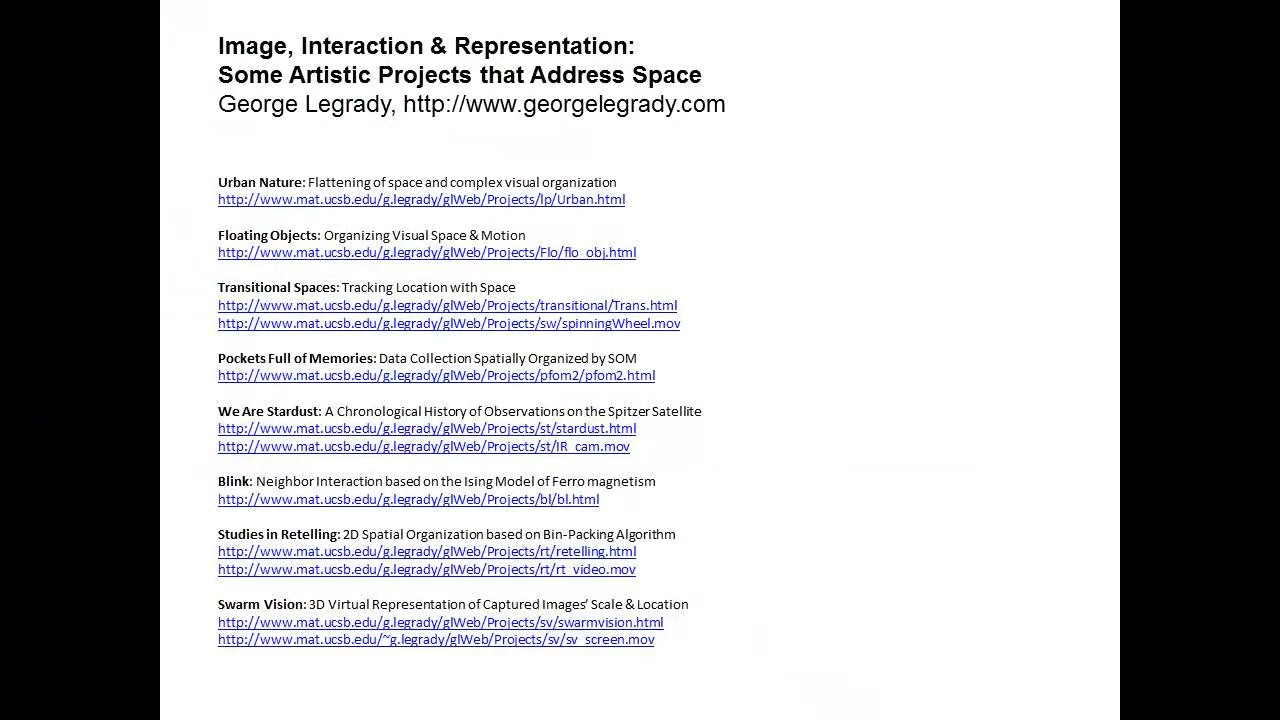 Image, Interaction & Representation:
Some Artistic Projects that Address Space
George Legrady, http://www.georgelegrady.com
Urban Nature: Flattening of space and complex visual organization
http://www.mat.ucsb.edu/g.legrady/glWeb/Projects/lp/Urban.html
Floating Objects: Organizing Visual Space & Motion
http://www.mat.ucsb.edu/g.legrady/glWeb/Projects/Flo/flo_obj.html
Transitional Spaces: Tracking Location with Space
http://www.mat.ucsb.edu/g.legrady/glWeb/Projects/transitional/Trans.html
http://www.mat.ucsb.edu/g.legrady/glWeb/Projects/sw/spinningWheel.mov
Pockets Full of Memories: Data Collection Spatially Organized by SOM
http://www.mat.ucsb.edu/g.legrady/glWeb/Projects/pfom2/pfom2.html
We Are Stardust: A Chronological History of Observations on the Spitzer Satellite
http://www.mat.ucsb.edu/g.legrady/glWeb/Projects/st/stardust.html
http://www.mat.ucsb.edu/g.legrady/glWeb/Projects/st/IR_cam.mov
Blink: Neighbor Interaction based on the Ising Model of Ferro magnetism
http://www.mat.ucsb.edu/g.legrady/glWeb/Projects/bl/bl.html
Studies in Retelling: 2D Spatial Organization based on Bin-Packing Algorithm
http://www.mat.ucsb.edu/g.legrady/glWeb/Projects/rt/retelling.html
http://www.mat.ucsb.edu/g.legrady/glWeb/Projects/rt/rt_video.mov
Swarm Vision: 3D Virtual Representation of Captured Images’ Scale & Location
http://www.mat.ucsb.edu/g.legrady/glWeb/Projects/sv/swarmvision.html
http://www.mat.ucsb.edu/~g.legrady/glWeb/Projects/sv/sv_screen.mov